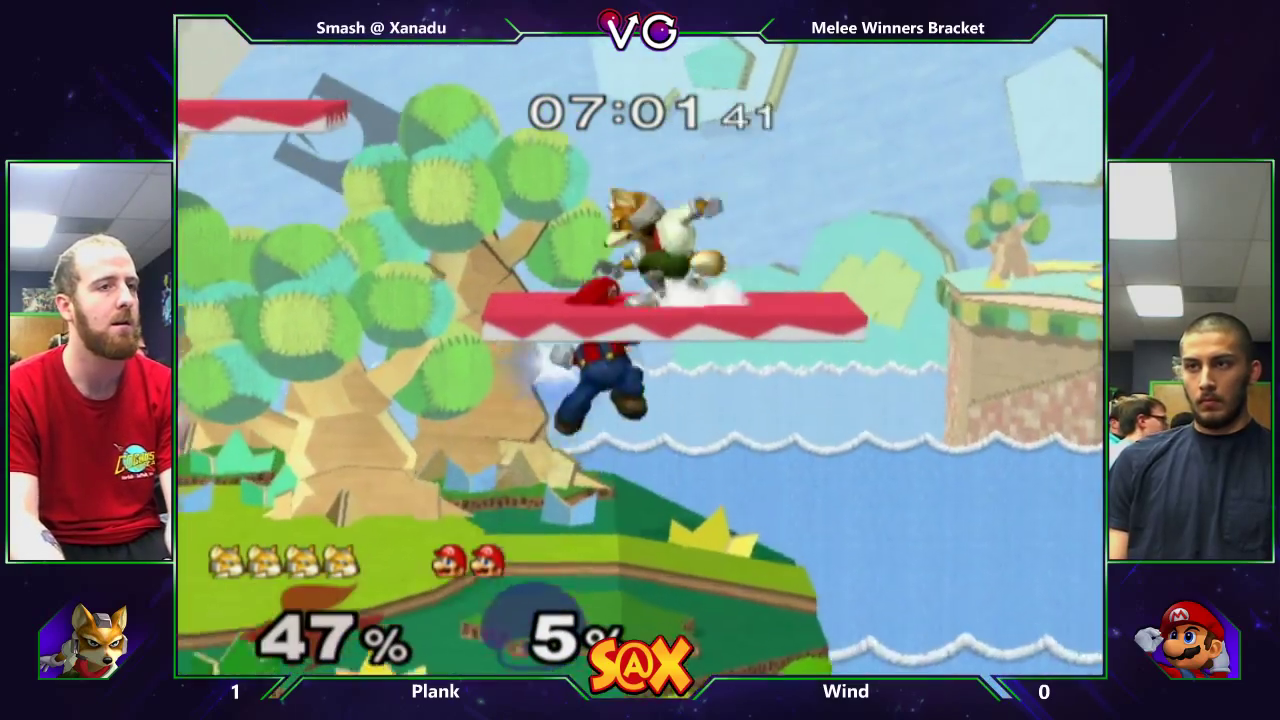 Smash @ Xanadu
VG
Melee Winners Bracket
07:01 41
47%
5%
S@X
1
Plank
Wind
0